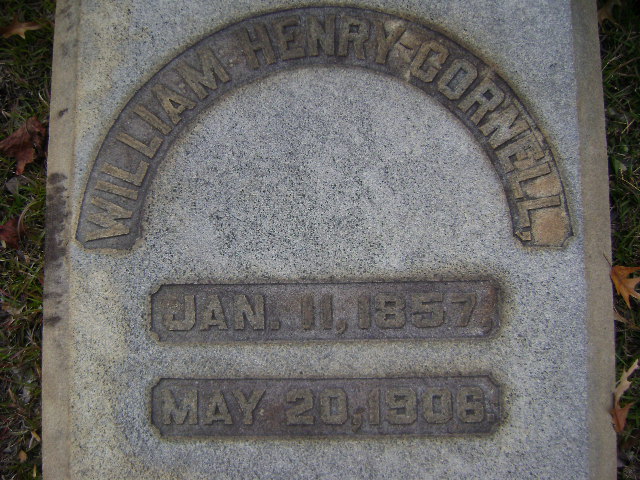 WILLIAM HENRY CORNELL,
JAN. 11, 1857.
MAY 20, 1906.